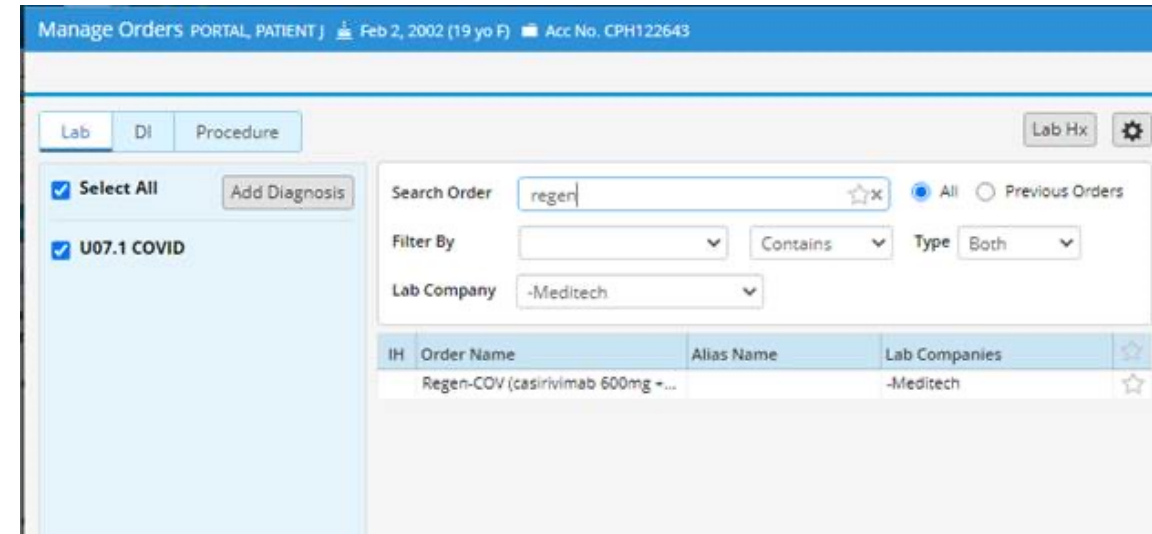 Manage Orders PORTAL, PATIENT J Feb 2, 2002 (19 yo F) Acc No. CPH122643
Lab DI Procedure Lab Hx
Select All Add Diagnosis
U07.1 COVID
Search Order regen All Previous Orders
Filter By Contains Type Both
Lab Company -Meditech
IH Order Name Alias Name Lab Companies
Regen-COV (casirivimab 600mg +... -Meditech